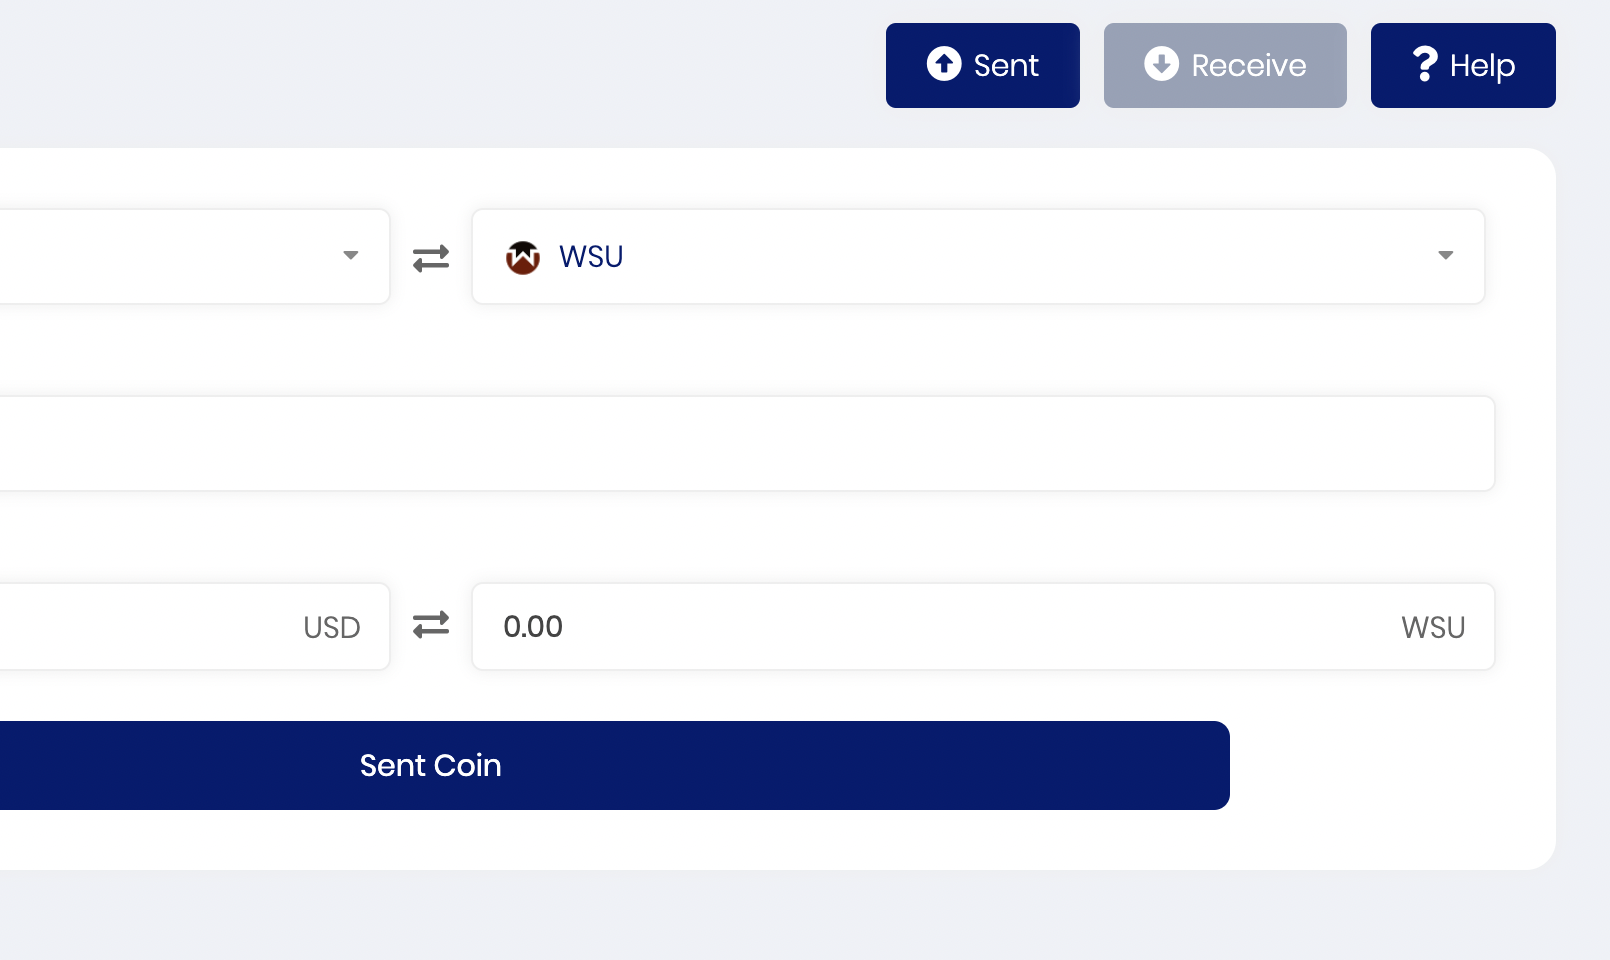 Sent Receive Help
WSU
USD 0.00 WSU
Sent Coin